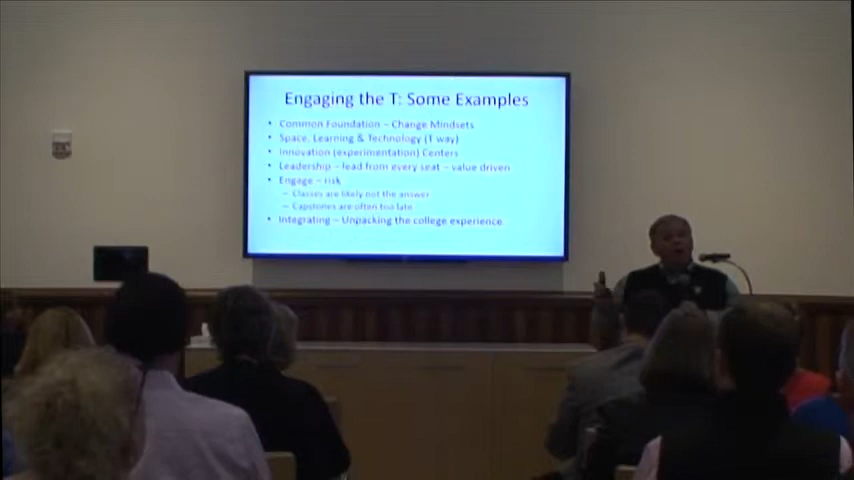 Engaging the T: Some Examples
• Common Foundation – Change Mindsets
• Space, Learning & Technology (T way)
• Innovation (experimentation) Centers
• Leadership – lead from every seat – value driven
• Engage – risk
– Classes are likely not the answer
– Capstones are often too late
• Integrating – Unpacking the college experience